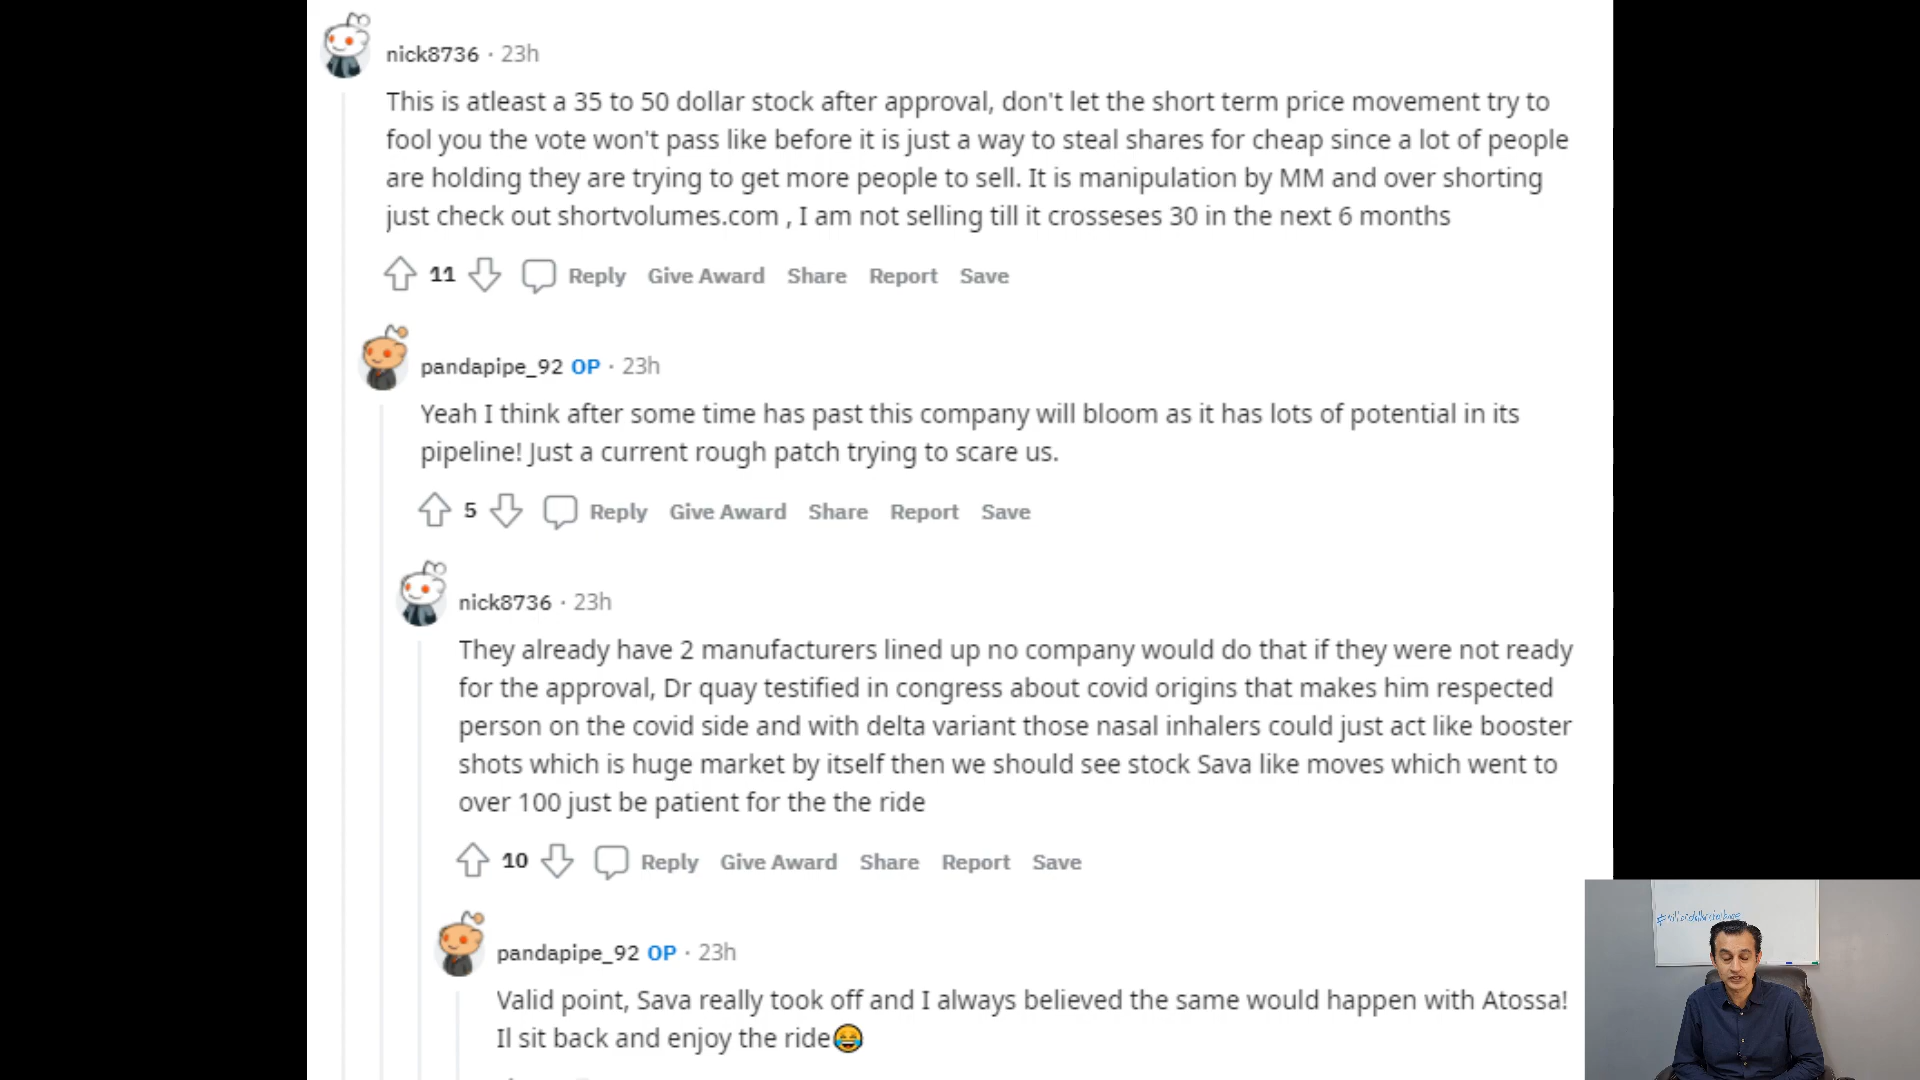 nick8736 · 23h
This is atleast a 35 to 50 dollar stock after approval, don't let the short term price movement try to
fool you the vote won't pass like before it is just a way to steal shares for cheap since a lot of people
are holding they are trying to get more people to sell. It is manipulation by MM and over shorting
just check out shortvolumes.com , I am not selling till it crosseses 30 in the next 6 months
11 Reply Give Award Share Report Save
pandapipe_92 OP · 23h
Yeah I think after some time has past this company will bloom as it has lots of potential in its
pipeline! Just a current rough patch trying to scare us.
5 Reply Give Award Share Report Save
nick8736 · 23h
They already have 2 manufacturers lined up no company would do that if they were not ready
for the approval, Dr quay testified in congress about covid origins that makes him respected
person on the covid side and with delta variant those nasal inhalers could just act like booster
shots which is huge market by itself then we should see stock Sava like moves which went to
over 100 just be patient for the the ride
10 Reply Give Award Share Report Save
pandapipe_92 OP · 23h
Valid point, Sava really took off and I always believed the same would happen with Atossa!
Il sit back and enjoy the ride😂